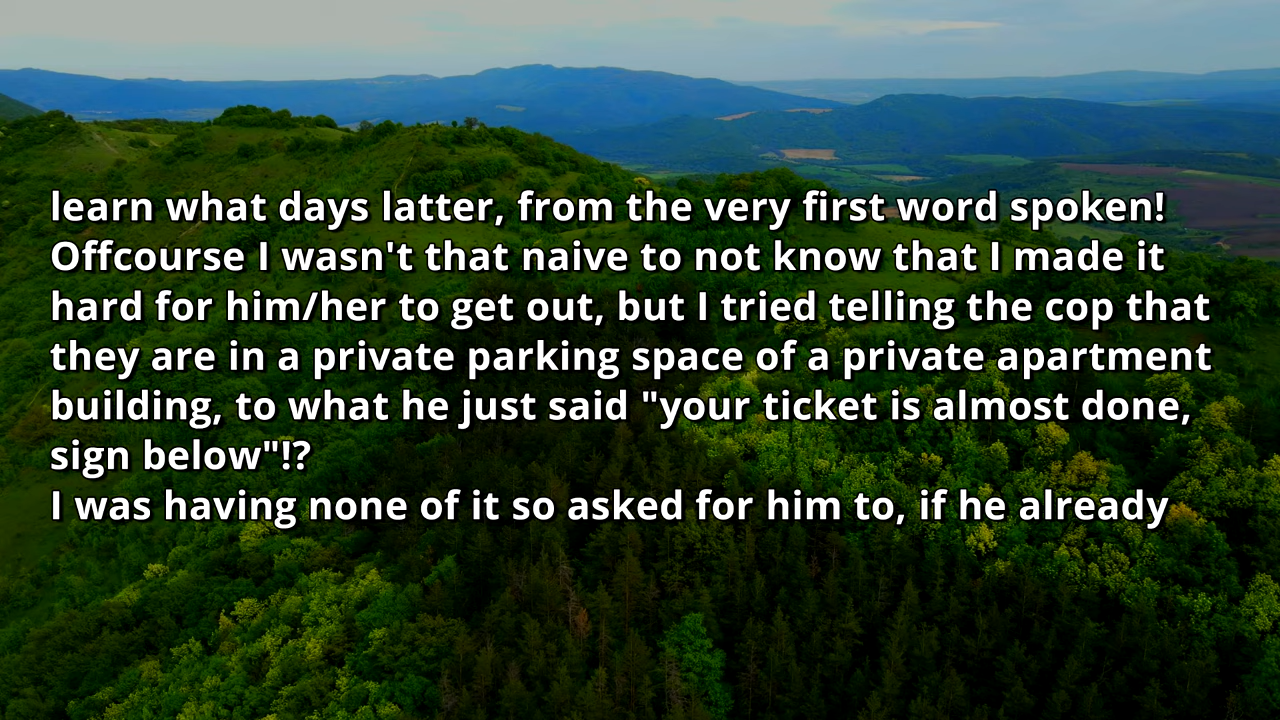 learn what days latter, from the very first word spoken!
Offcourse I wasn't that naive to not know that I made it
hard for him/her to get out, but I tried telling the cop that
they are in a private parking space of a private apartment
building, to what he just said "your ticket is almost done,
sign below"!?
I was having none of it so asked for him to, if he already